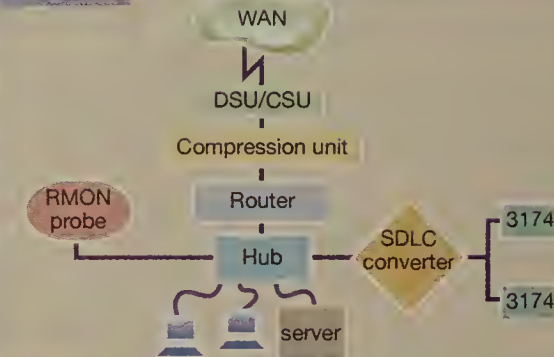 WAN
DSU/CSU
Compression unit
Router
RMON
probe
Hub
SDLC
converter
3174
3174
server